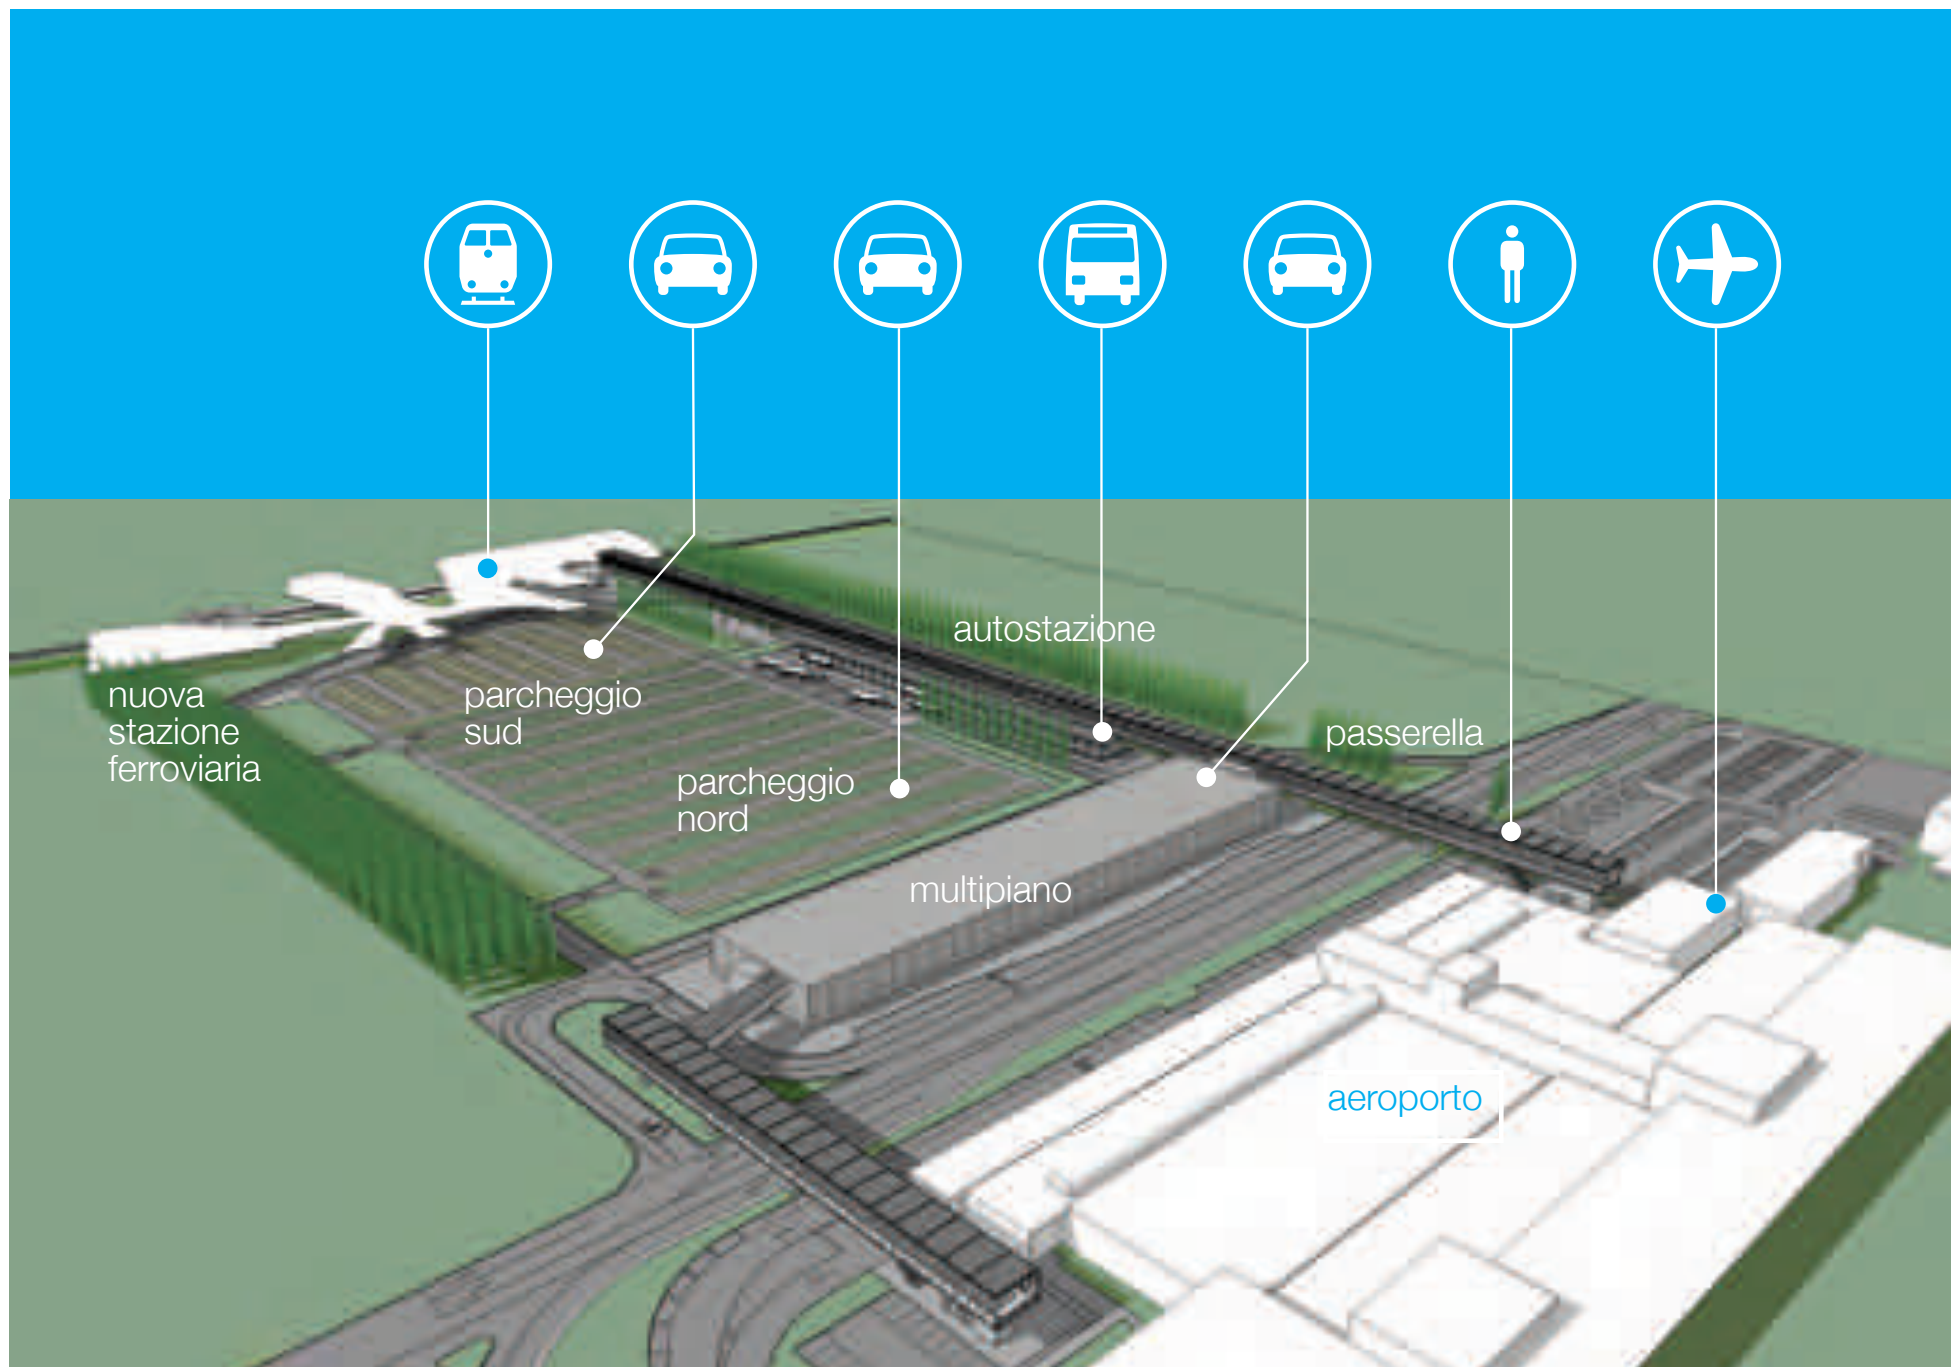 autostazione
nuova
stazione
ferroviaria
parcheggio
sud
passerella
parcheggio
nord
multipiano
aeroporto